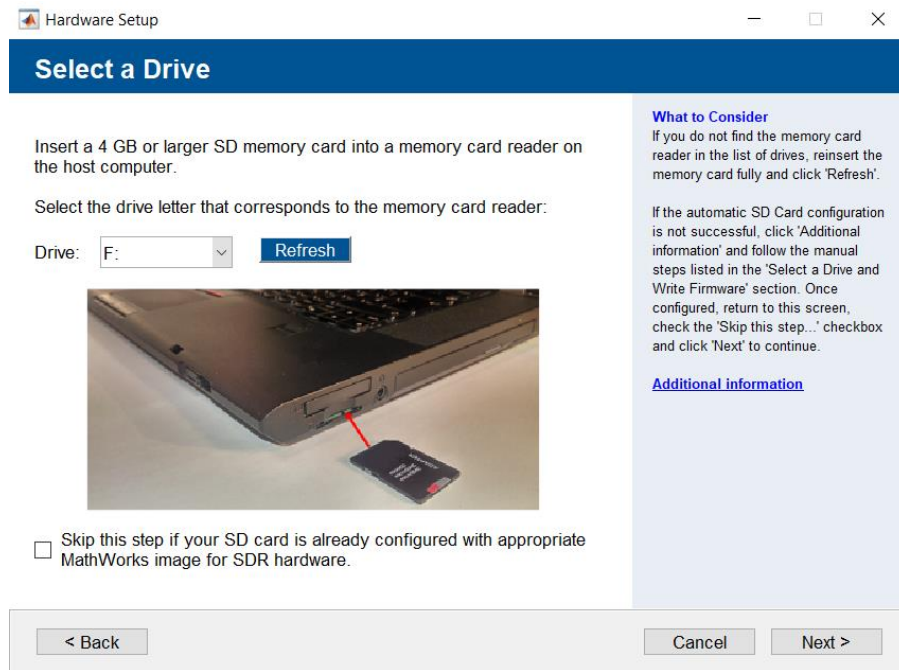 Hardware Setup
Select a Drive
Insert a 4 GB or larger SD memory card into a memory card reader on
the host computer.
Select the drive letter that corresponds to the memory card reader:
Drive:
F:
Refresh
Skip this step if your SD card is already configured with appropriate
MathWorks image for SDR hardware.
What to Consider
If you do not find the memory card
reader in the list of drives, reinsert the
memory card fully and click 'Refresh'.
If the automatic SD Card configuration
is not successful, click 'Additional
information' and follow the manual
steps listed in the 'Select a Drive and
Write Firmware' section. Once
configured, return to this screen,
check the 'Skip this step...' checkbox
and click 'Next' to continue.
Additional information
< Back
Cancel
Next >